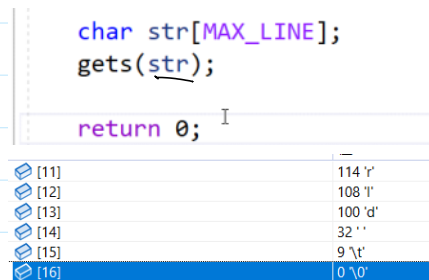 char str[MAX_LINE];
gets(str);
return 0;
[11] 114 'r'
[12] 108 'l'
[13] 100 'd'
[14] 32 ' '
[15] 9 '\t'
[16] 0 '\0'